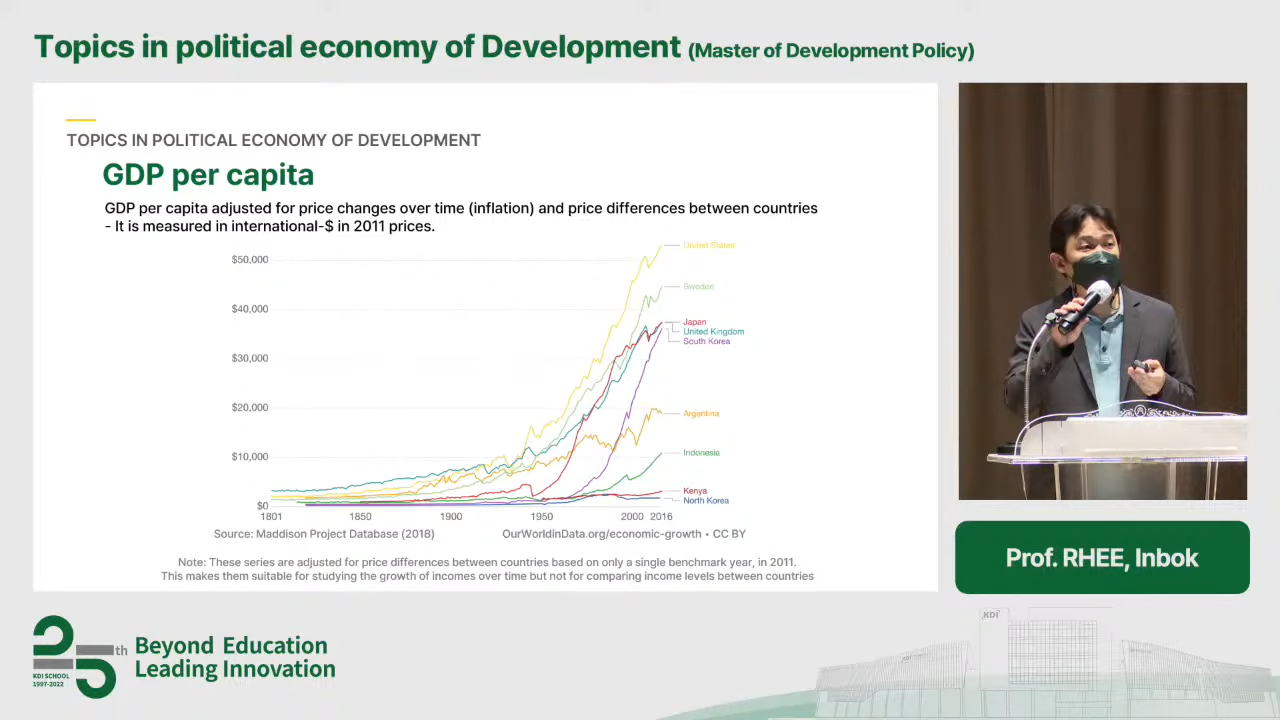 Topics in political economy of Development (Master of Development Policy)
TOPICS IN POLITICAL ECONOMY OF DEVELOPMENT
GDP per capita
GDP per capita adjusted for price changes over time (inflation) and price differences between countries
- It is measured in international-$ in 2011 prices.
$50,000
$40,000
$30,000
$20,000
$10,000
$0
1801 1850 1900 1950 2000 2016
United States
Sweden
Japan
United Kingdom
South Korea
Argentina
Indonesia
Kenya
North Korea
Source: Maddison Project Database (2018) OurWorldinData.org/economic-growth • CC BY
Note: These series are adjusted for price differences between countries based on only a single benchmark year, in 2011.
This makes them suitable for studying the growth of incomes over time but not for comparing income levels between countries
Prof. RHEE, Inbok
25th
KDI SCHOOL
1997-2022
Beyond Education
Leading Innovation
KDI